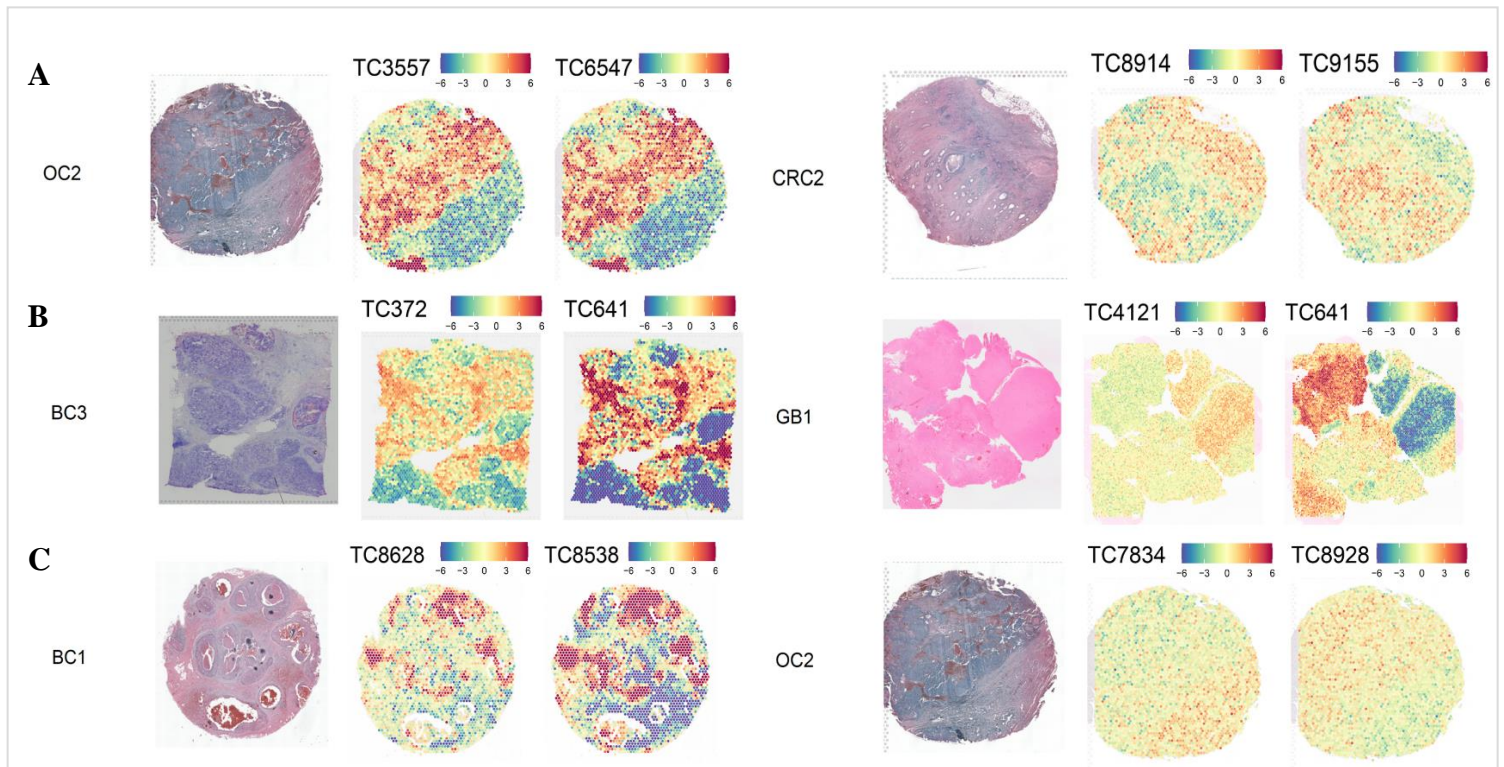 A
TC3557 -6 -3 0 3 6
TC6547 -6 -3 0 3 6
OC2
TC8914 -6 -3 0 3 6
TC9155 -6 -3 0 3 6
CRC2
B
TC372 -6 -3 0 3 6
TC641 -6 -3 0 3 6
BC3
TC4121 -6 -3 0 3 6
TC641 -6 -3 0 3 6
GB1
C
TC8628 -6 -3 0 3 6
TC8538 -6 -3 0 3 6
BC1
TC7834 -6 -3 0 3 6
TC8928 -6 -3 0 3 6
OC2